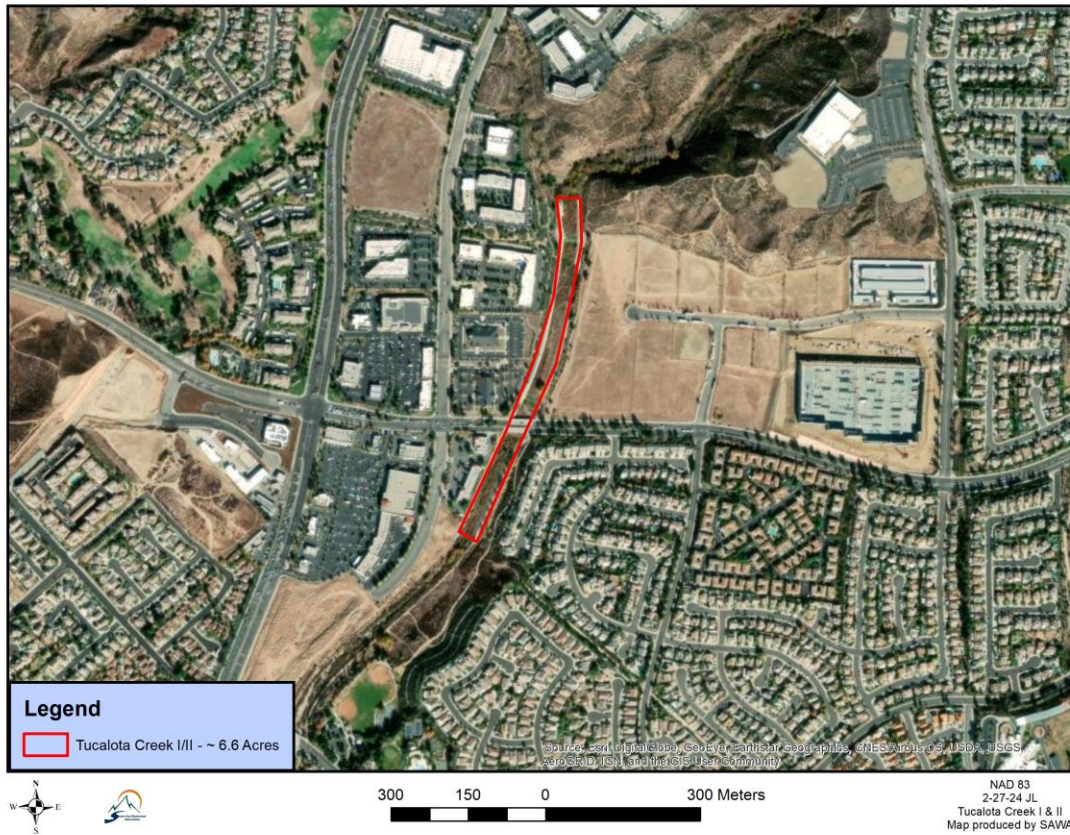 Legend
Tucalota Creek I/II - ~ 6.6 Acres
Source: Esri, DigitalGlobe, GeoEye, Earthstar Geographics, CNES/Airbus DS, USDA, USGS,
AeroGRID, IGN, and the GIS User Community
N
W E
S
300 150 0 300 Meters
NAD 83
2-27-24 JL
Tucalota Creek I & II
Map produced by SAWA